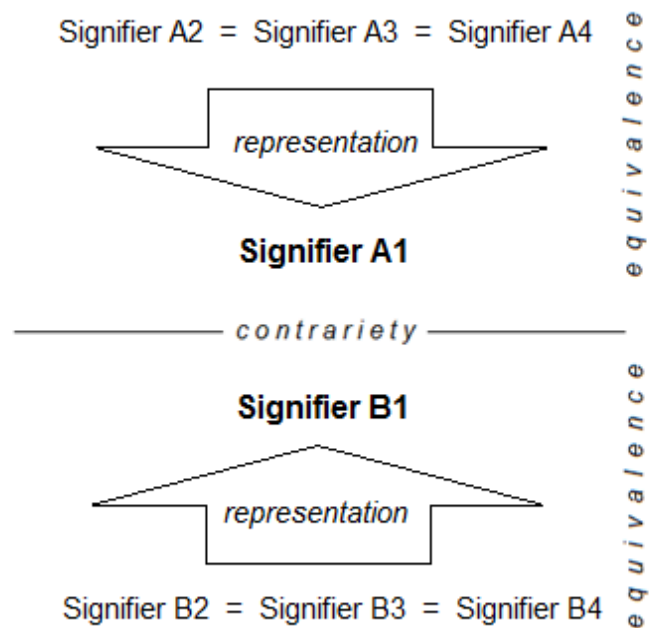 Signifier A2 = Signifier A3 = Signifier A4
representation
Signifier A1
equivalence
contrariety
Signifier B1
representation
Signifier B2 = Signifier B3 = Signifier B4
equivalence